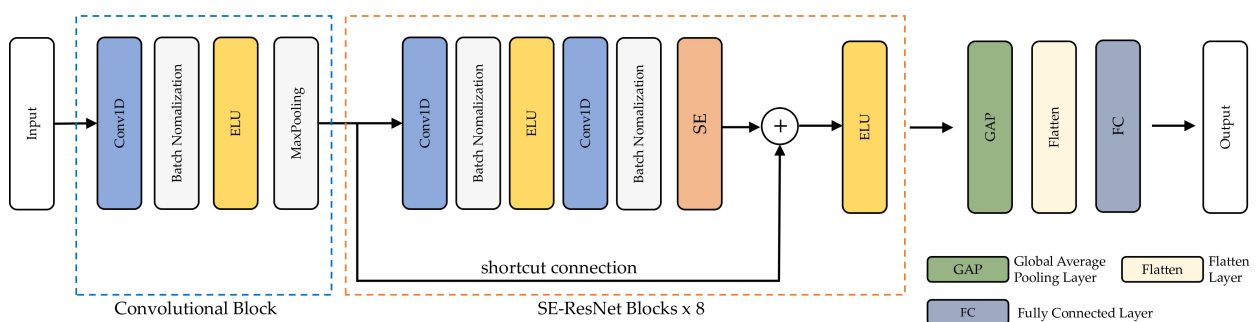 Input
Conv1D
Batch Nomalization
ELU
MaxPooling
Conv1D
Batch Nomalization
ELU
Conv1D
Batch Nomalization
SE
+
ELU
GAP
Flatten
FC
Output
shortcut connection
Convolutional Block
SE-ResNet Blocks x 8
GAP
Global Average
Pooling Layer
Flatten
Flatten
Layer
FC
Fully Connected Layer